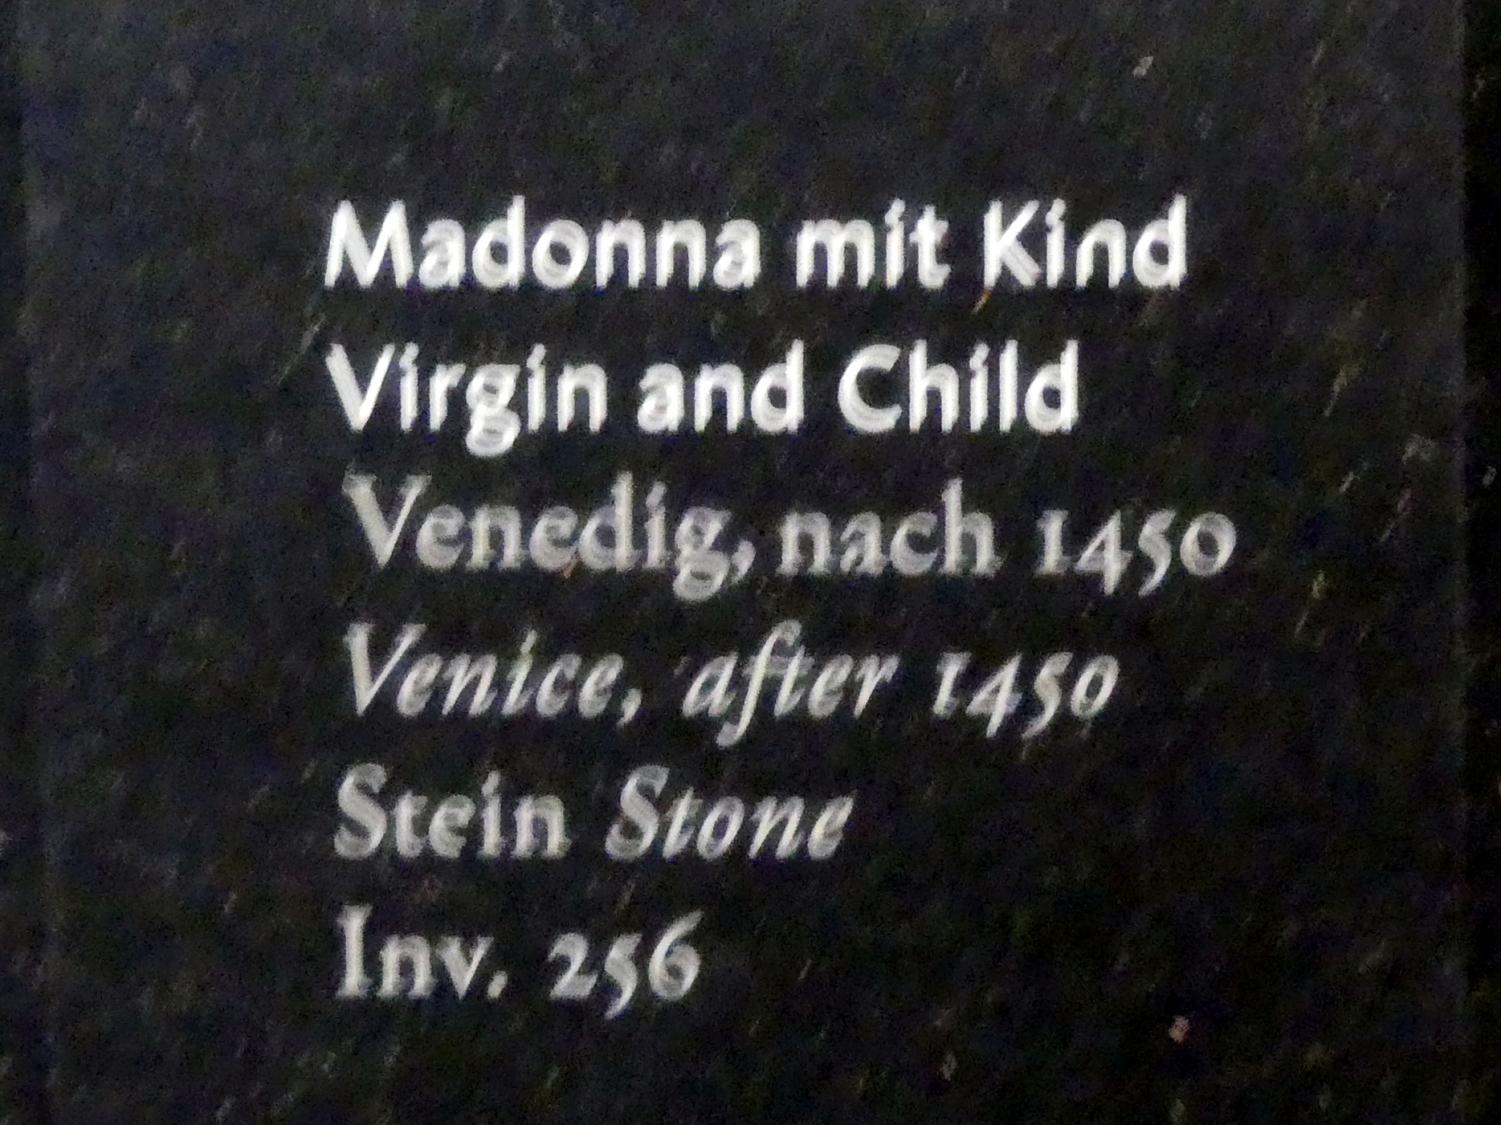 Madonna mit Kind
Virgin and Child
Venedig, nach 1450
Venice, after 1450
Stein Stone
Inv. 256